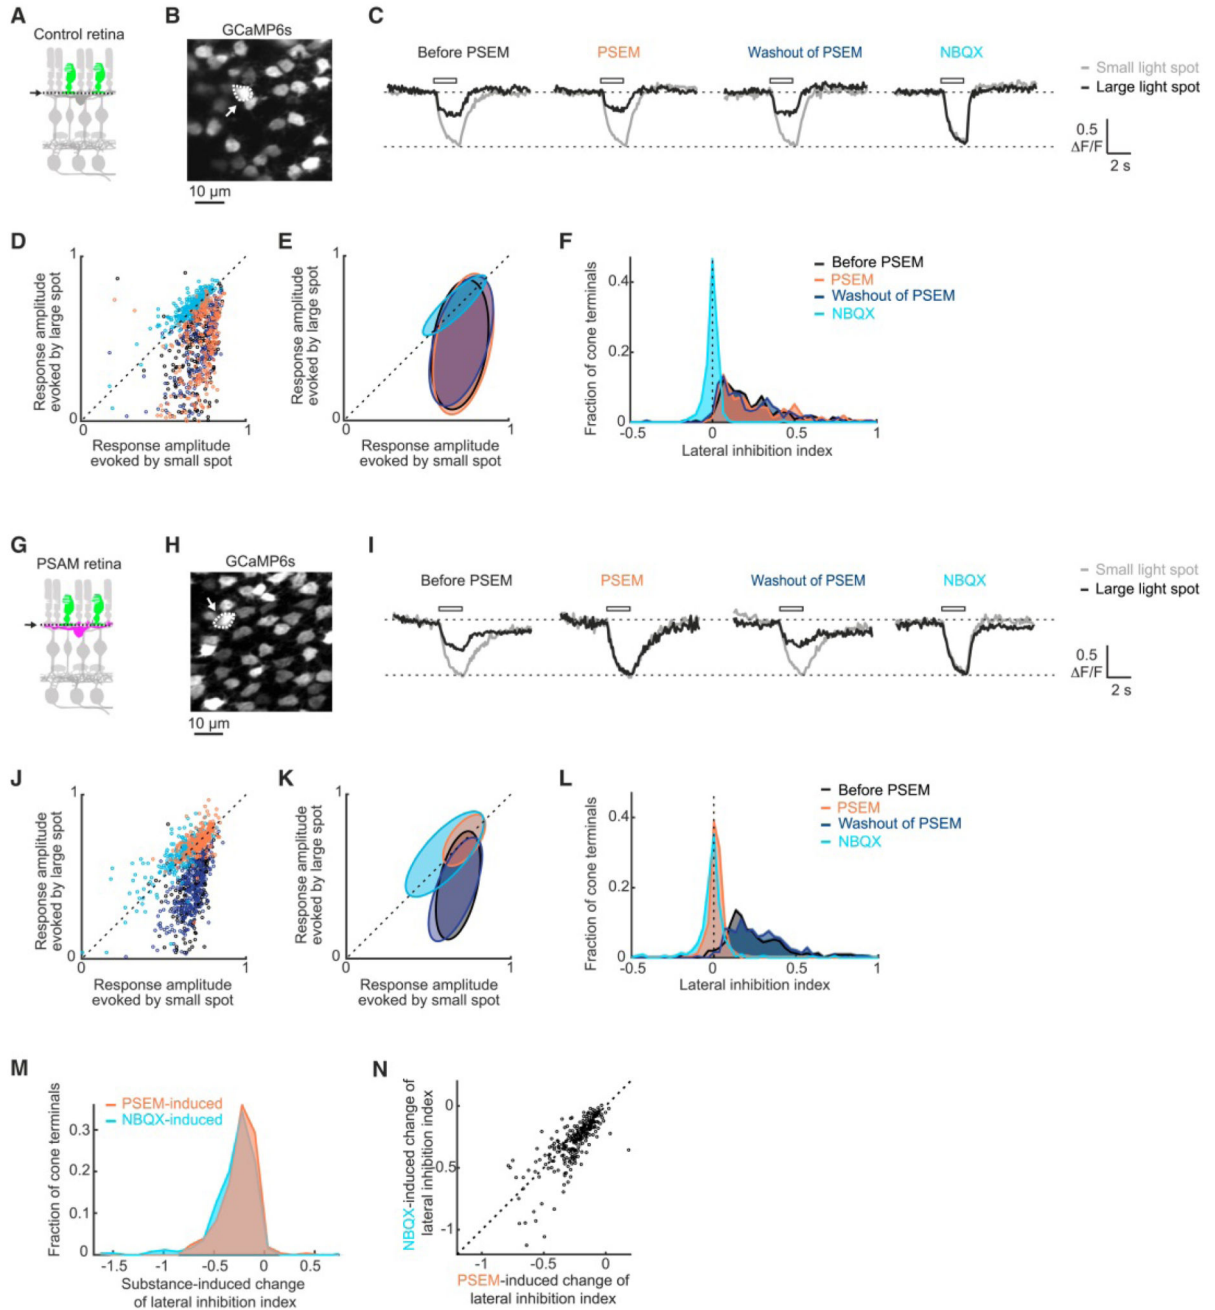 A
Control retina
B
GCaMP6s
10 µm
C
Before PSEM
PSEM
Washout of PSEM
NBQX
Small light spot
Large light spot
0.5
ΔF/F
2 s
D
1
Response amplitude
evoked by large spot
0
0
1
Response amplitude
evoked by small spot
E
1
Response amplitude
evoked by large spot
0
0
1
Response amplitude
evoked by small spot
F
Fraction of cone terminals
0.4
0.2
0
-0.5
0
0.5
1
Lateral inhibition index
Before PSEM
PSEM
Washout of PSEM
NBQX
G
PSAM retina
H
GCaMP6s
10 µm
I
Before PSEM
PSEM
Washout of PSEM
NBQX
Small light spot
Large light spot
0.5
ΔF/F
2 s
J
1
Response amplitude
evoked by large spot
0
0
1
Response amplitude
evoked by small spot
K
1
Response amplitude
evoked by large spot
0
0
1
Response amplitude
evoked by small spot
L
Fraction of cone terminals
0.4
0.2
0
-0.5
0
0.5
1
Lateral inhibition index
Before PSEM
PSEM
Washout of PSEM
NBQX
M
Fraction of cone terminals
PSEM-induced
NBQX-induced
0.3
0.2
0.1
0
-1.5
-1
-0.5
0
0.5
Substance-induced change
of lateral inhibition index
N
NBQX-induced change of
lateral inhibition index
0
-0.5
-1
-1
-0.5
0
PSEM-induced change of
lateral inhibition index